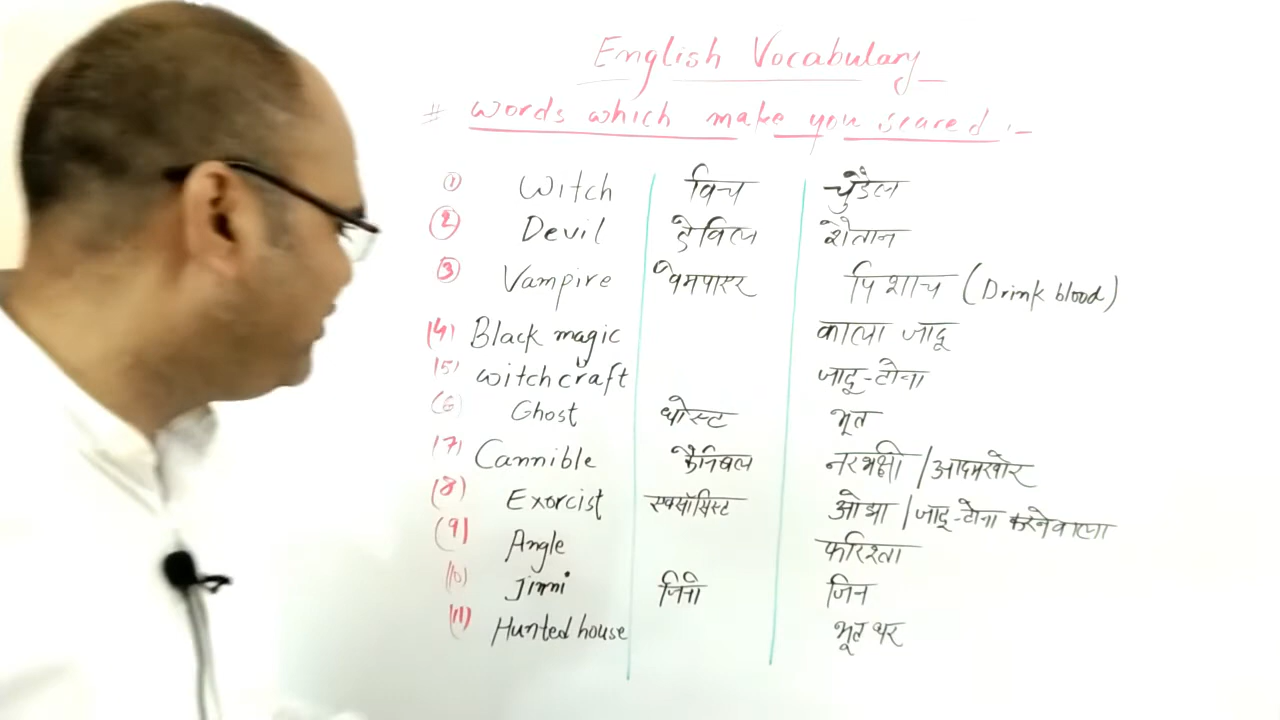 English Vocabulary
# Words which make you scared :-
(1) Witch विच चुड़ैल
(2) Devil डेविल शैतान
(3) Vampire वेमपाएर पिशाच (Drink blood)
(4) Black magic काला जादू
(5) witchcraft जादू-टोना
(6) Ghost घोस्ट भूत
(7) Cannible कैनिबल नरभक्षी / आदमखोर
(8) Exorcist एक्सॉसिस्ट ओझा / जादू-टोना करनेवाला
(9) Angle फरिश्ता
(10) Jinni जिनी जिन
(11) Hunted house भूत घर